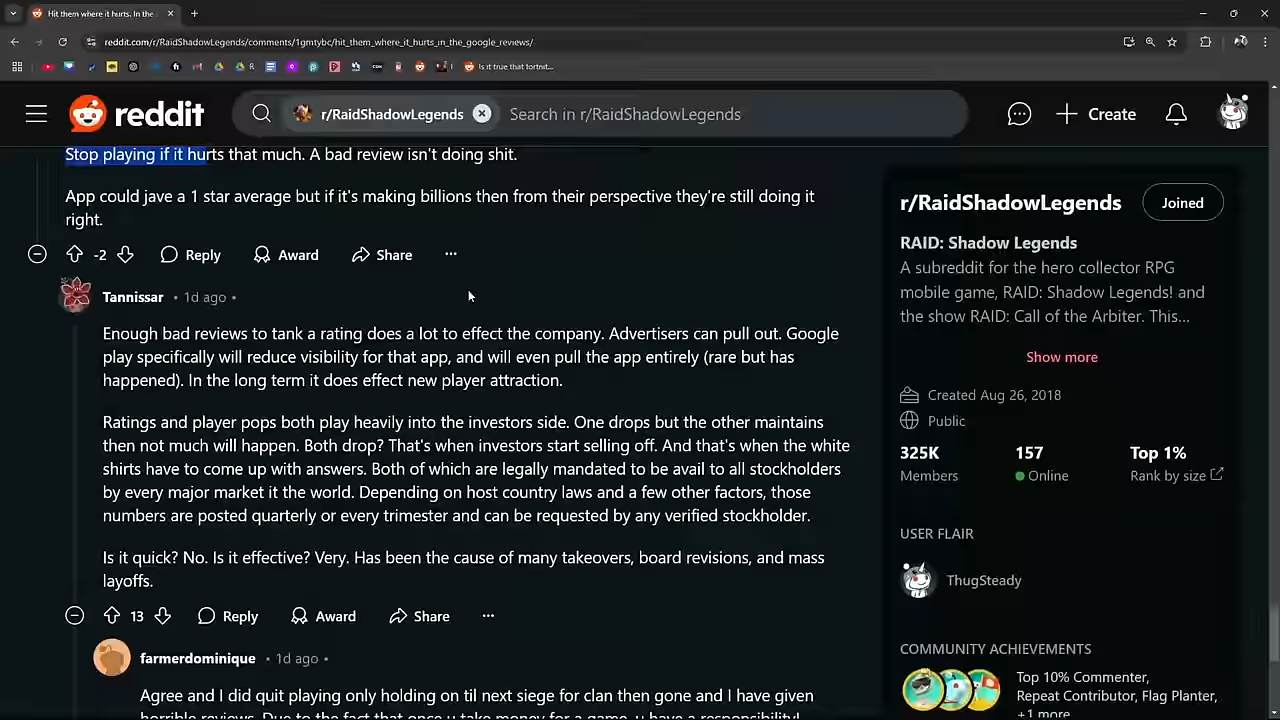 Hit them where it hurts. In the
reddit.com/r/RaidShadowLegends/comments/1gmtybc/hit_them_where_it_hurts_in_the_google_reviews/
Is it true that fortnit...
reddit
r/RaidShadowLegends
Search in r/RaidShadowLegends
Create
Stop playing if it hurts that much. A bad review isn't doing shit.
App could jave a 1 star average but if it's making billions then from their perspective they're still doing it
right.
-2 Reply Award Share
Tannissar • 1d ago •
Enough bad reviews to tank a rating does a lot to effect the company. Advertisers can pull out. Google
play specifically will reduce visibility for that app, and will even pull the app entirely (rare but has
happened). In the long term it does effect new player attraction.
Ratings and player pops both play heavily into the investors side. One drops but the other maintains
then not much will happen. Both drop? That's when investors start selling off. And that's when the white
shirts have to come up with answers. Both of which are legally mandated to be avail to all stockholders
by every major market it the world. Depending on host country laws and a few other factors, those
numbers are posted quarterly or every trimester and can be requested by any verified stockholder.
Is it quick? No. Is it effective? Very. Has been the cause of many takeovers, board revisions, and mass
layoffs.
13 Reply Award Share
farmerdominique • 1d ago •
Agree and I did quit playing only holding on til next siege for clan then gone and I have given
horrible reviews. Due to the fact that once u take money for a game, u have a responsibility!
r/RaidShadowLegends
Joined
RAID: Shadow Legends
A subreddit for the hero collector RPG
mobile game, RAID: Shadow Legends! and
the show RAID: Call of the Arbiter. This...
Show more
Created Aug 26, 2018
Public
325K 157 Top 1%
Members Online Rank by size
USER FLAIR
ThugSteady
COMMUNITY ACHIEVEMENTS
Top 10% Commenter,
Repeat Contributor, Flag Planter,
+1 more